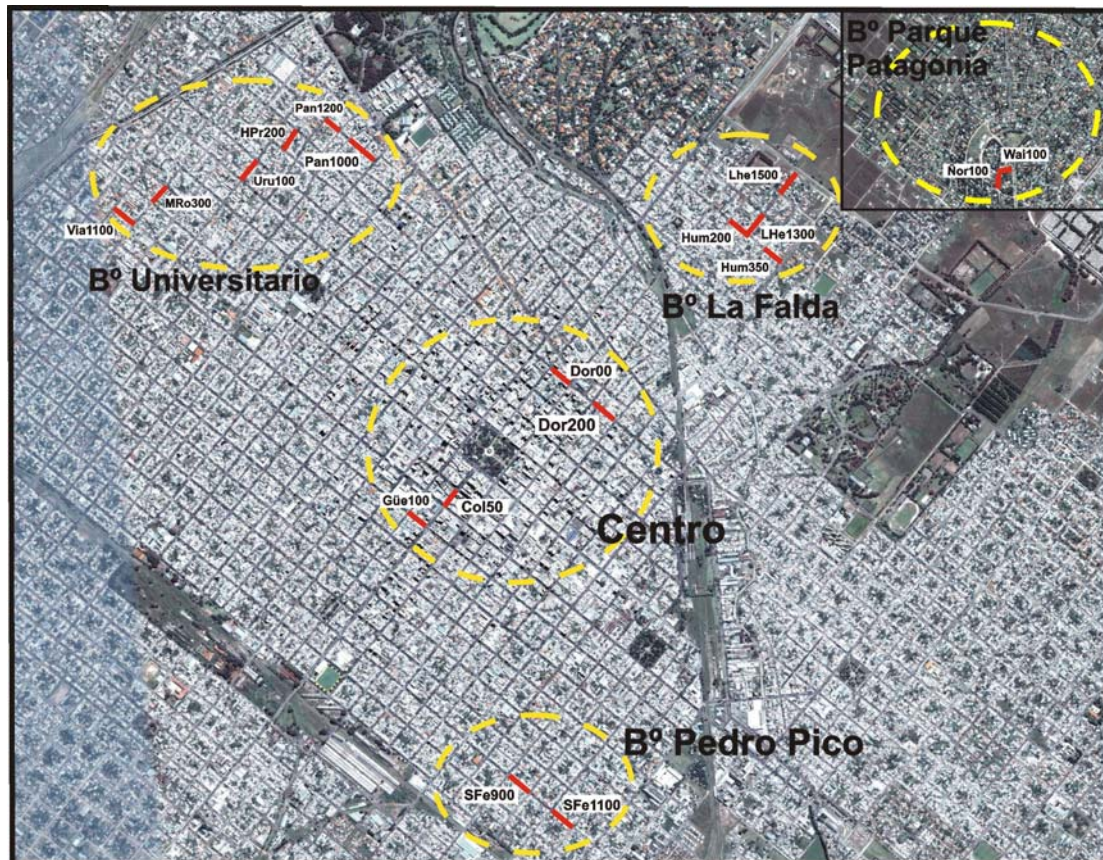 Bº Parque
Patagonia
Wai100
Nor100
Pan1200
HPr200
Pan1000
Uru100
MRo300
Via1100
Bº Universitario
Lhe1500
Hum200
LHe1300
Hum350
Bº La Falda
Dor00
Dor200
Güe100
Col50
Centro
Bº Pedro Pico
SFe900
SFe1100